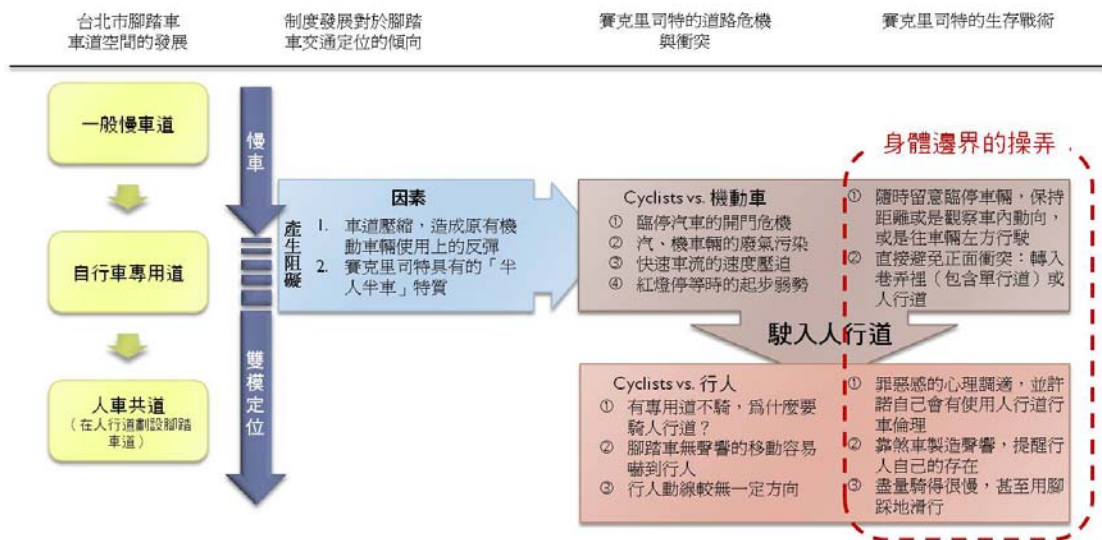 台北市腳踏車
車道空間的發展
制度發展對於腳踏
車交通定位的傾向
賽克里司特的道路危機
與衝突
賽克里司特的生存戰術
一般慢車道
自行車專用道
人車共道
（在人行道劃設腳踏
車道）
慢車
雙模定位
產生阻礙
因素
1. 車道壓縮，造成原有機
動車輛使用上的反彈
2. 賽克里司特具有的「半
人半車」特質
Cyclists vs. 機動車
① 臨停汽車的開門危機
② 汽、機車輛的廢氣污染
③ 快速車流的速度壓迫
④ 紅燈停等時的起步弱勢
身體邊界的操弄
① 隨時留意臨停車輛，保持
距離或是觀察車內動向，
或是往車輛左方行駛
② 直接避免正面衝突：轉入
巷弄裡（包含單行道）或
人行道
駛入人行道
Cyclists vs. 行人
① 有專用道不騎，爲什麼要
騎人行道？
② 腳踏車無聲響的移動容易
嚇到行人
③ 行人動線較無一定方向
① 罪惡感的心理調適，並許
諾自己會有使用人行道行
車倫理
② 靠煞車製造聲響，提醒行
人自己的存在
③ 盡量騎得很慢，甚至用腳
踩地滑行